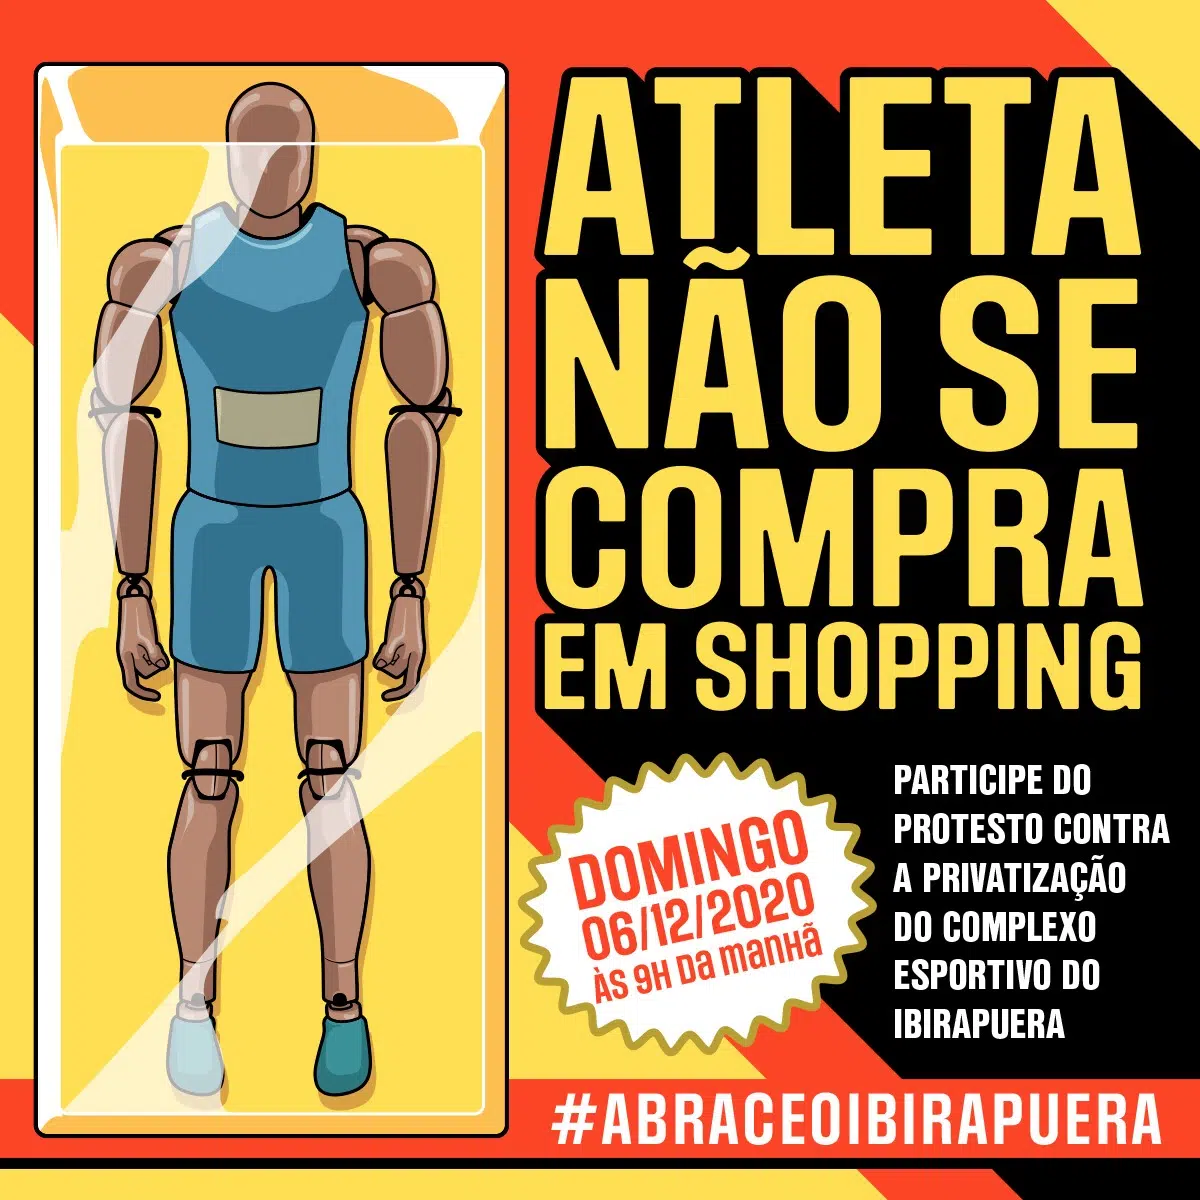 ATLETA
NÃO SE
COMPRA
EM SHOPPING
DOMINGO
06/12/2020
ÀS 9H Da manhã
PARTICIPE DO
PROTESTO CONTRA
A PRIVATIZAÇÃO
DO COMPLEXO
ESPORTIVO DO
IBIRAPUERA
#ABRACEOIBIRAPUERA